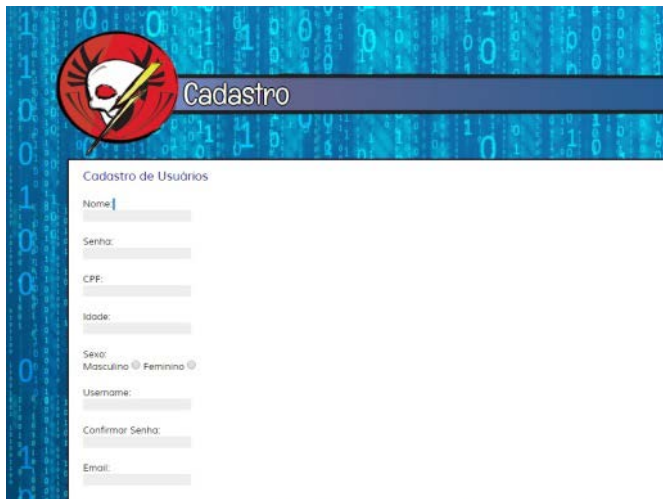 Cadastro
Cadastro de Usuários
Nome:
Senha:
CPF:
Idade:
Sexo:
Masculino Feminino
Username:
Confirmar Senha:
Email: